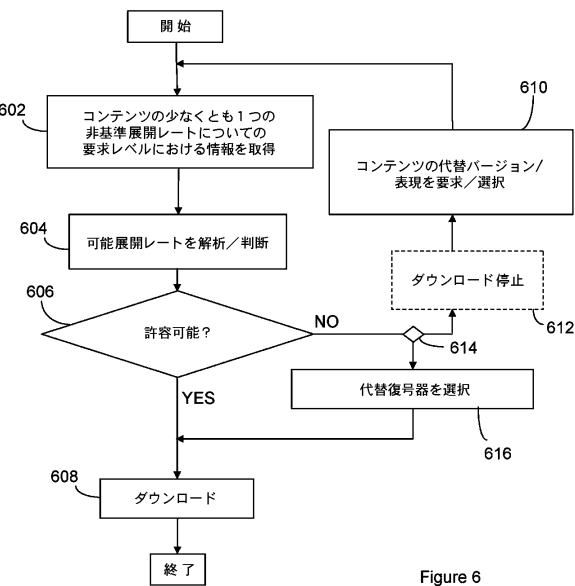 開始
602
コンテンツの少なくとも１つの
非基準展開レートについての
要求レベルにおける情報を取得
610
コンテンツの代替バージョン/
表現を要求／選択
604
可能展開レートを解析／判断
ダウンロード停止
612
606
許容可能？
NO
614
YES
代替復号器を選択
616
608
ダウンロード
終了
Figure 6